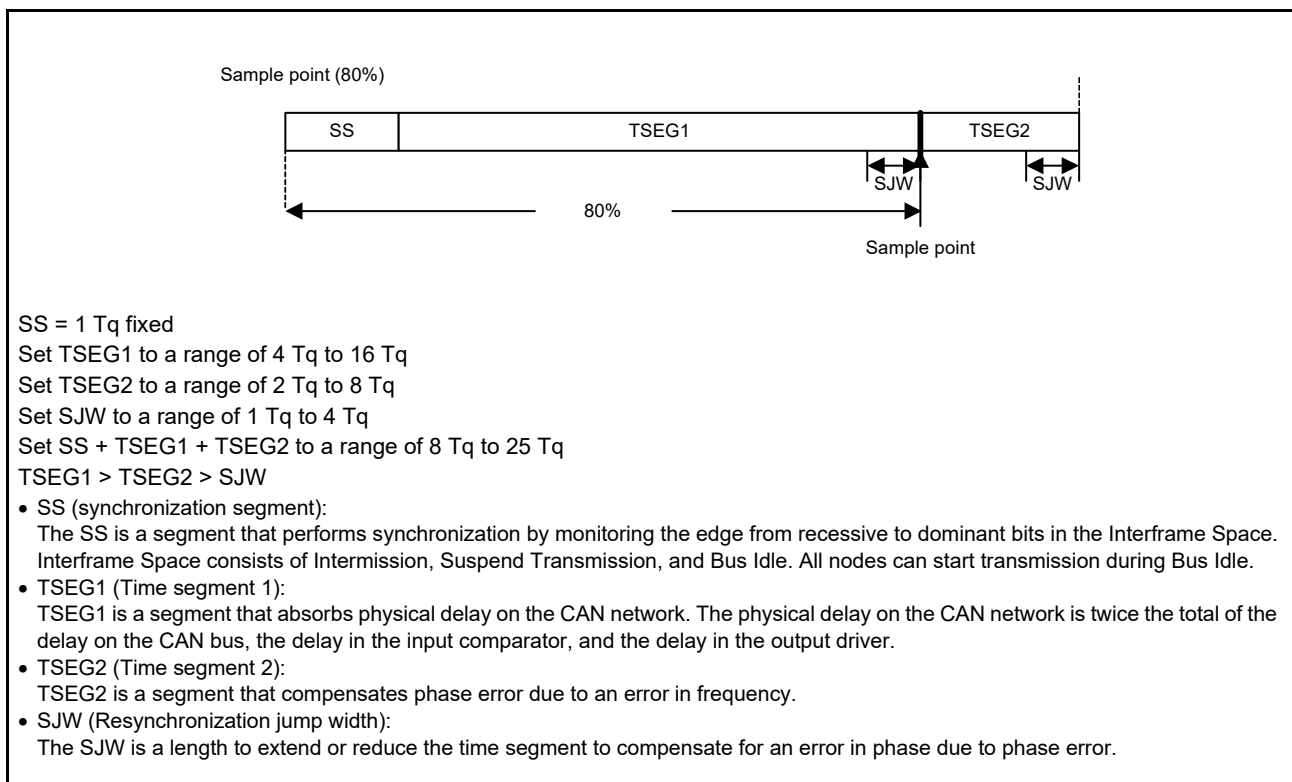 Sample point (80%)
SS TSEG1 TSEG2
SJW SJW
80%
Sample point
SS = 1 Tq fixed
Set TSEG1 to a range of 4 Tq to 16 Tq
Set TSEG2 to a range of 2 Tq to 8 Tq
Set SJW to a range of 1 Tq to 4 Tq
Set SS + TSEG1 + TSEG2 to a range of 8 Tq to 25 Tq
TSEG1 > TSEG2 > SJW
• SS (synchronization segment):
The SS is a segment that performs synchronization by monitoring the edge from recessive to dominant bits in the Interframe Space.
Interframe Space consists of Intermission, Suspend Transmission, and Bus Idle. All nodes can start transmission during Bus Idle.
• TSEG1 (Time segment 1):
TSEG1 is a segment that absorbs physical delay on the CAN network. The physical delay on the CAN network is twice the total of the
delay on the CAN bus, the delay in the input comparator, and the delay in the output driver.
• TSEG2 (Time segment 2):
TSEG2 is a segment that compensates phase error due to an error in frequency.
• SJW (Resynchronization jump width):
The SJW is a length to extend or reduce the time segment to compensate for an error in phase due to phase error.